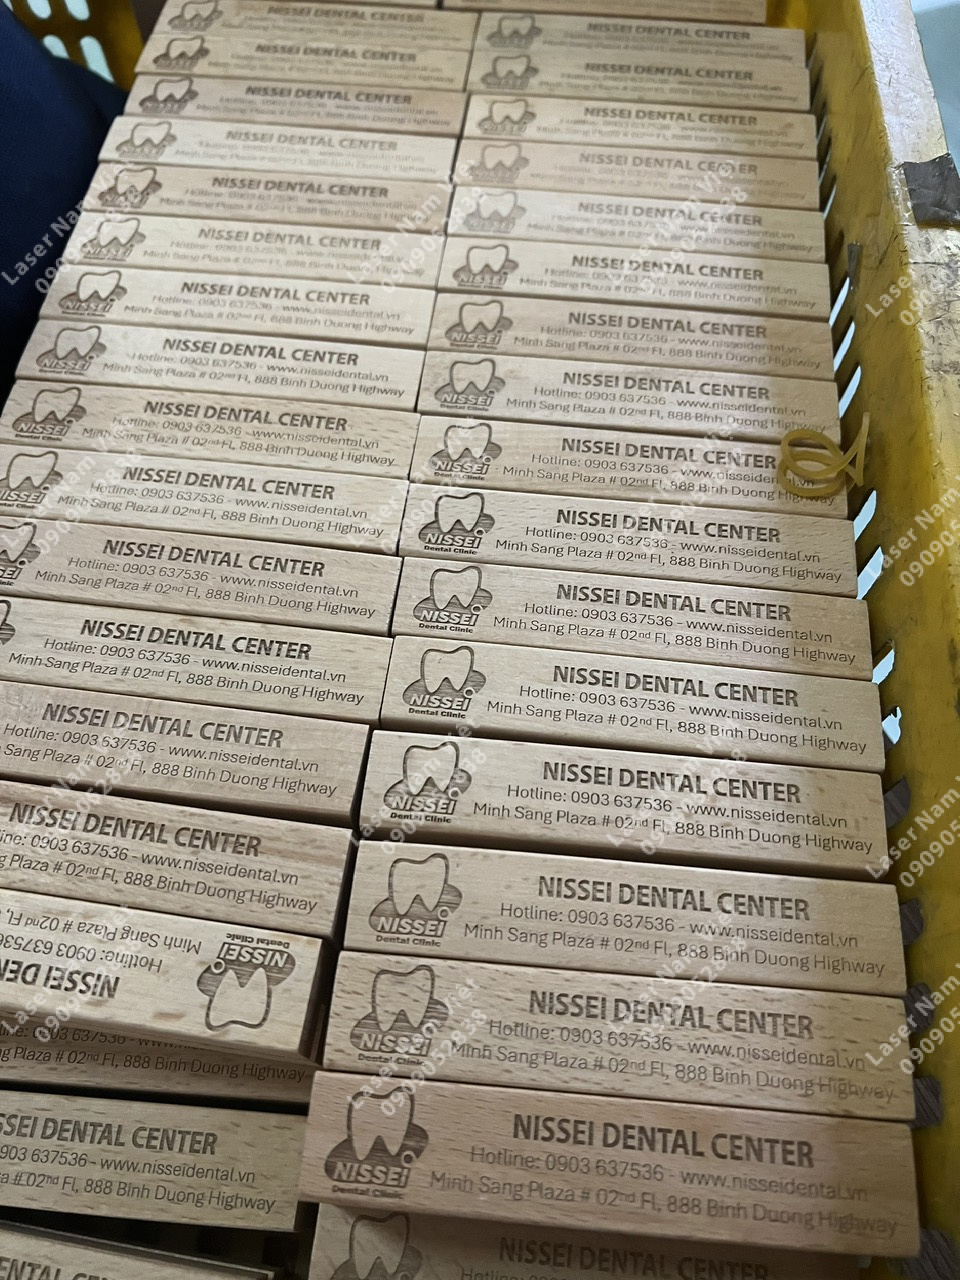 NISSEI DENTAL CENTER
Hotline: 0903 637536 - www.nisseidental.vn
Minh Sang Plaza # 02nd Fl, 888 Binh Duong Highway
NISSEI
Dental Clinic
Laser Nam Việt
0909052838